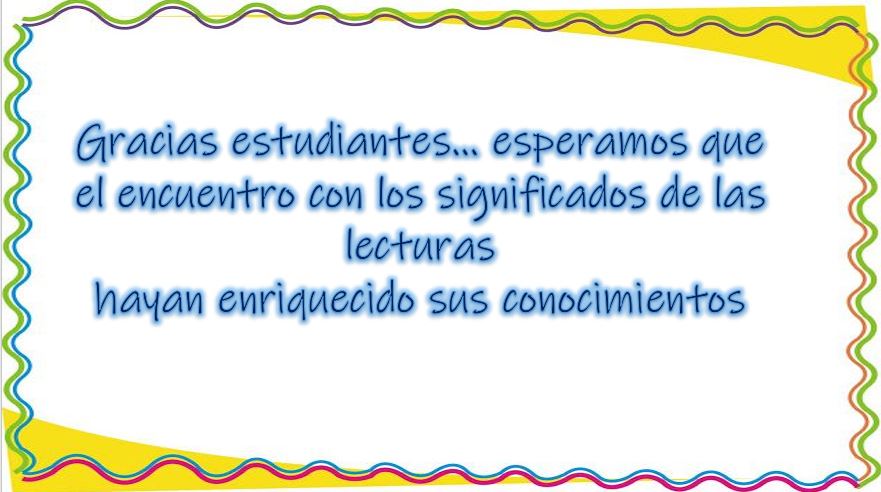 Gracias estudiantes... esperamos que
el encuentro con los significados de las
lecturas
hayan enriquecido sus conocimientos